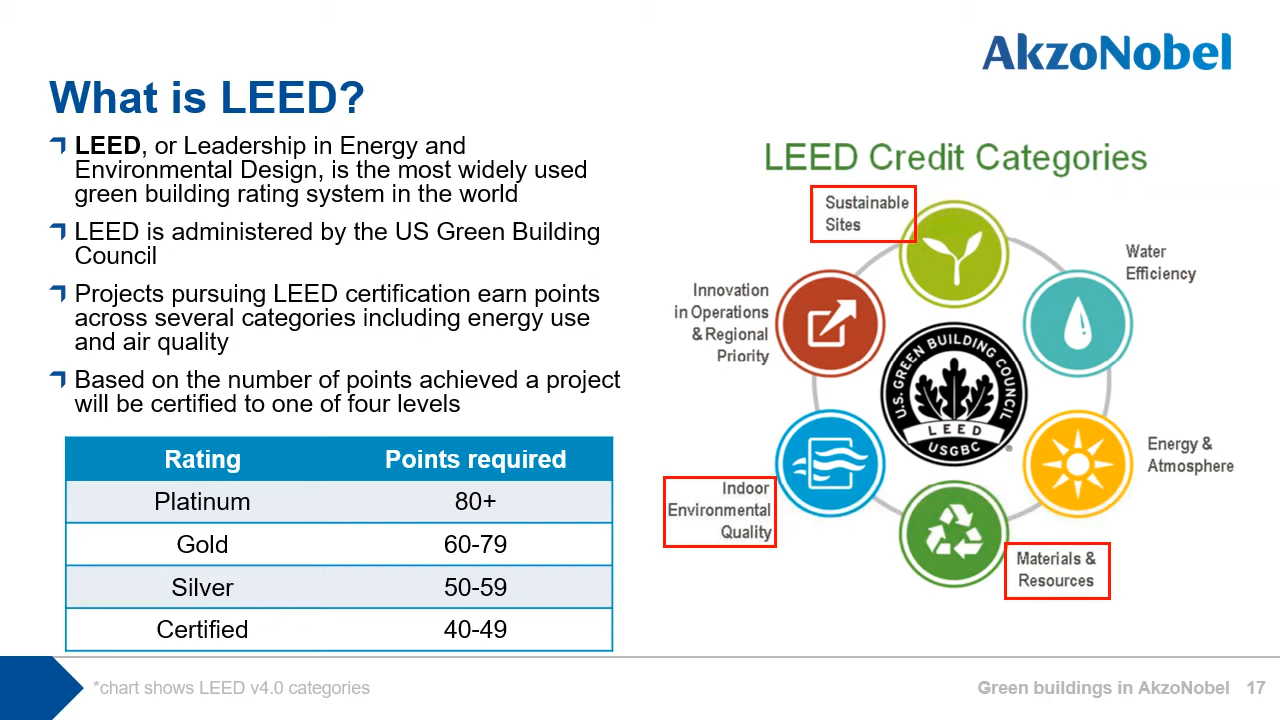 AkzoNobel
What is LEED?
LEED, or Leadership in Energy and
Environmental Design, is the most widely used
green building rating system in the world
LEED is administered by the US Green Building
Council
Projects pursuing LEED certification earn points
across several categories including energy use
and air quality
Based on the number of points achieved a project
will be certified to one of four levels
Rating Points required
Platinum 80+
Gold 60-79
Silver 50-59
Certified 40-49
LEED Credit Categories
Sustainable
Sites
Water
Efficiency
Innovation
in Operations
& Regional
Priority
U.S. GREEN BUILDING COUNCIL
LEED
USGBC
®
Energy &
Atmosphere
Indoor
Environmental
Quality
Materials &
Resources
*chart shows LEED v4.0 categories
Green buildings in AkzoNobel 17